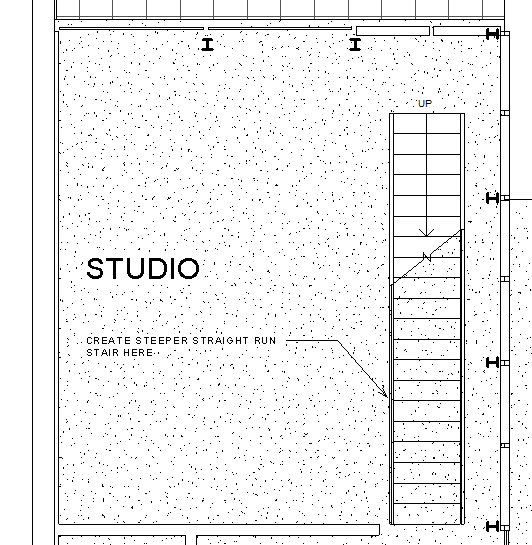 UP
STUDIO
CREATE STEEPER STRAIGHT RUN
STAIR HERE